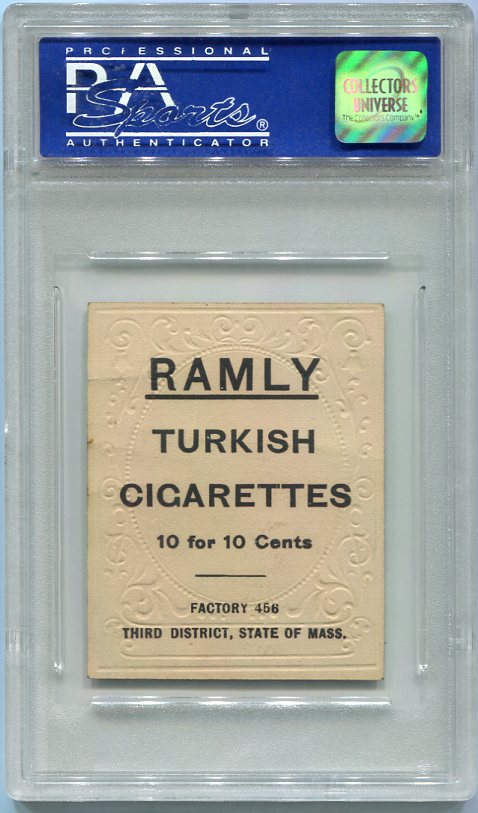 PROFESSIONAL
PSA
Sports®
AUTHENTICATOR
COLLECTORS
UNIVERSE
The Collectors Company™
RAMLY
TURKISH
CIGARETTES
10 for 10 Cents
FACTORY 456
THIRD DISTRICT, STATE OF MASS.